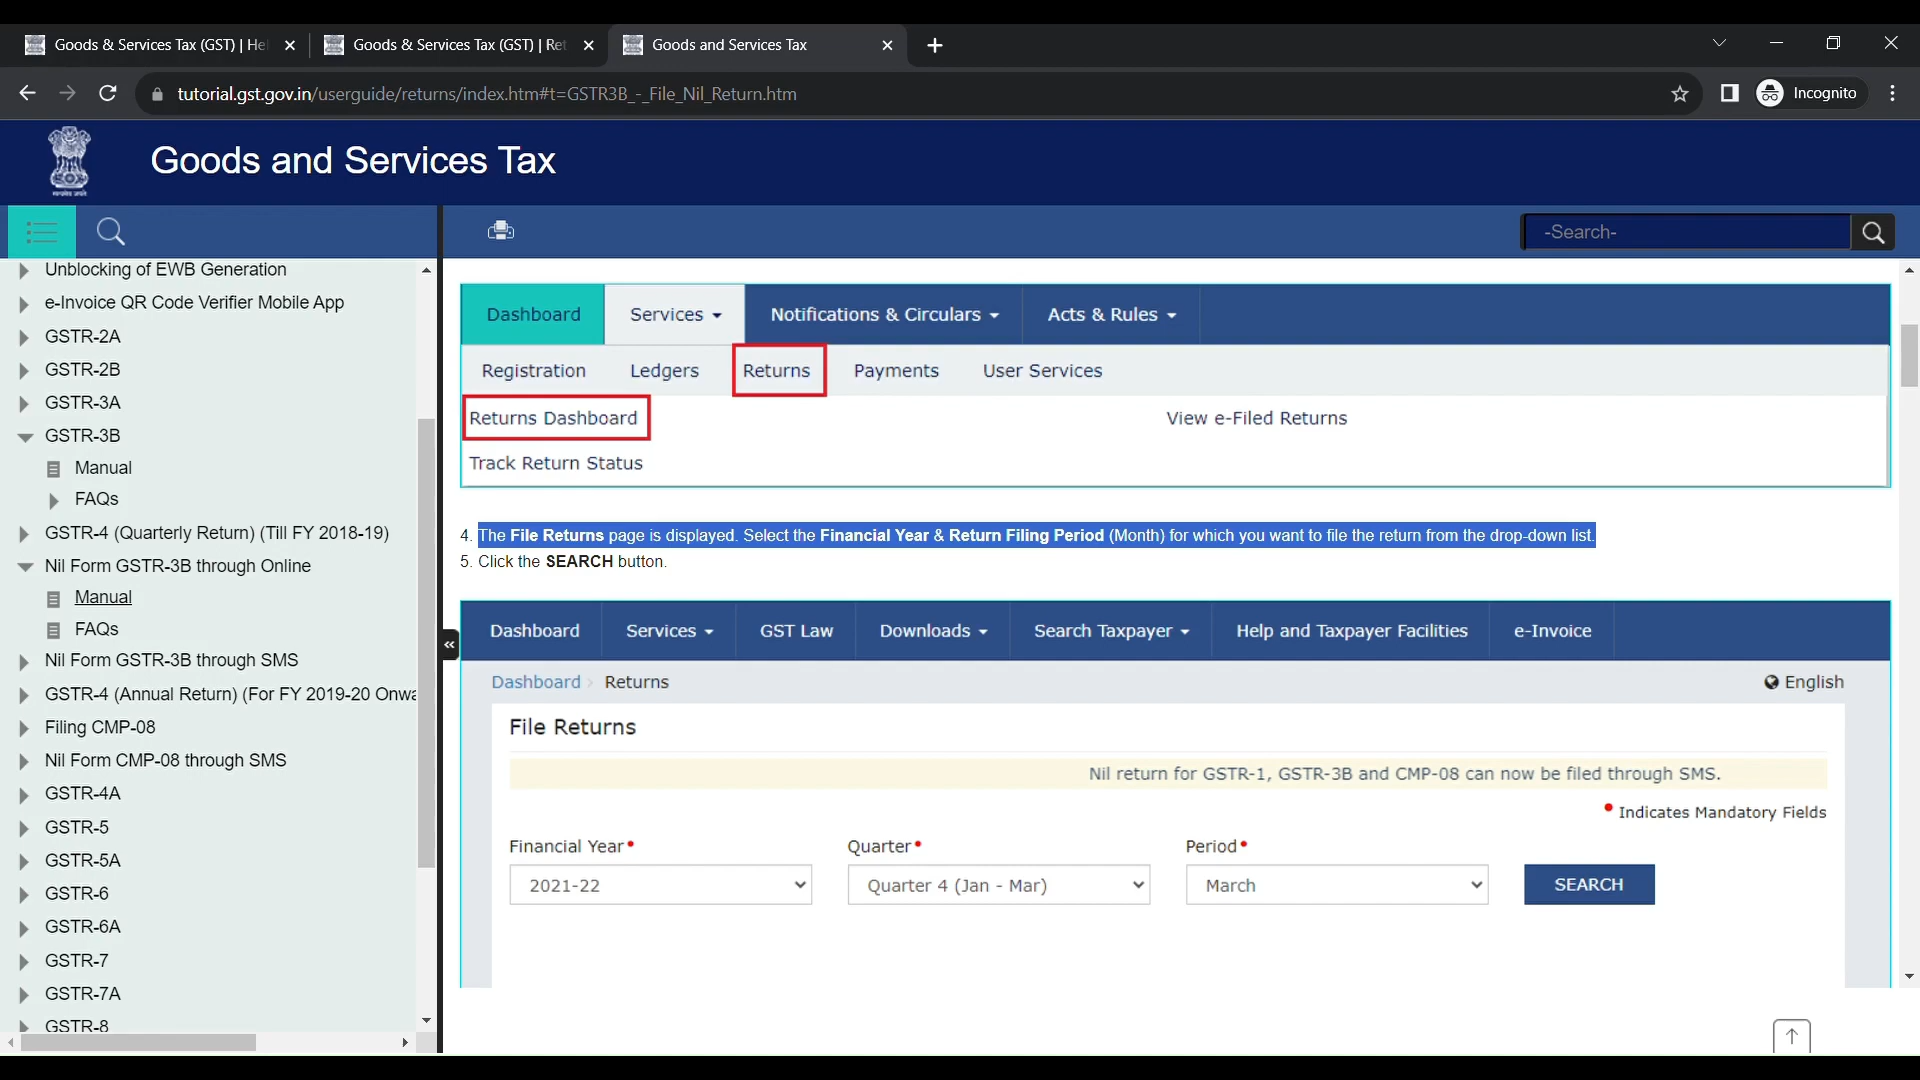 Goods & Services Tax (GST) | He
Goods & Services Tax (GST) | Ret
Goods and Services Tax
tutorial.gst.gov.in/userguide/returns/index.htm#t=GSTR3B_-_File_Nil_Return.htm
Incognito
Goods and Services Tax
-Search-
Unblocking of EWB Generation
e-Invoice QR Code Verifier Mobile App
GSTR-2A
GSTR-2B
GSTR-3A
GSTR-3B
Manual
FAQs
GSTR-4 (Quarterly Return) (Till FY 2018-19)
Nil Form GSTR-3B through Online
Manual
FAQs
Nil Form GSTR-3B through SMS
GSTR-4 (Annual Return) (For FY 2019-20 Onwa
Filing CMP-08
Nil Form CMP-08 through SMS
GSTR-4A
GSTR-5
GSTR-5A
GSTR-6
GSTR-6A
GSTR-7
GSTR-7A
GSTR-8
Dashboard Services Notifications & Circulars Acts & Rules
Registration Ledgers Returns Payments User Services
Returns Dashboard View e-Filed Returns
Track Return Status
4. The File Returns page is displayed. Select the Financial Year & Return Filing Period (Month) for which you want to file the return from the drop-down list.
5. Click the SEARCH button.
Dashboard Services GST Law Downloads Search Taxpayer Help and Taxpayer Facilities e-Invoice
Dashboard Returns English
File Returns
Nil return for GSTR-1, GSTR-3B and CMP-08 can now be filed through SMS.
• Indicates Mandatory Fields
Financial Year• Quarter• Period•
2021-22 Quarter 4 (Jan - Mar) March SEARCH